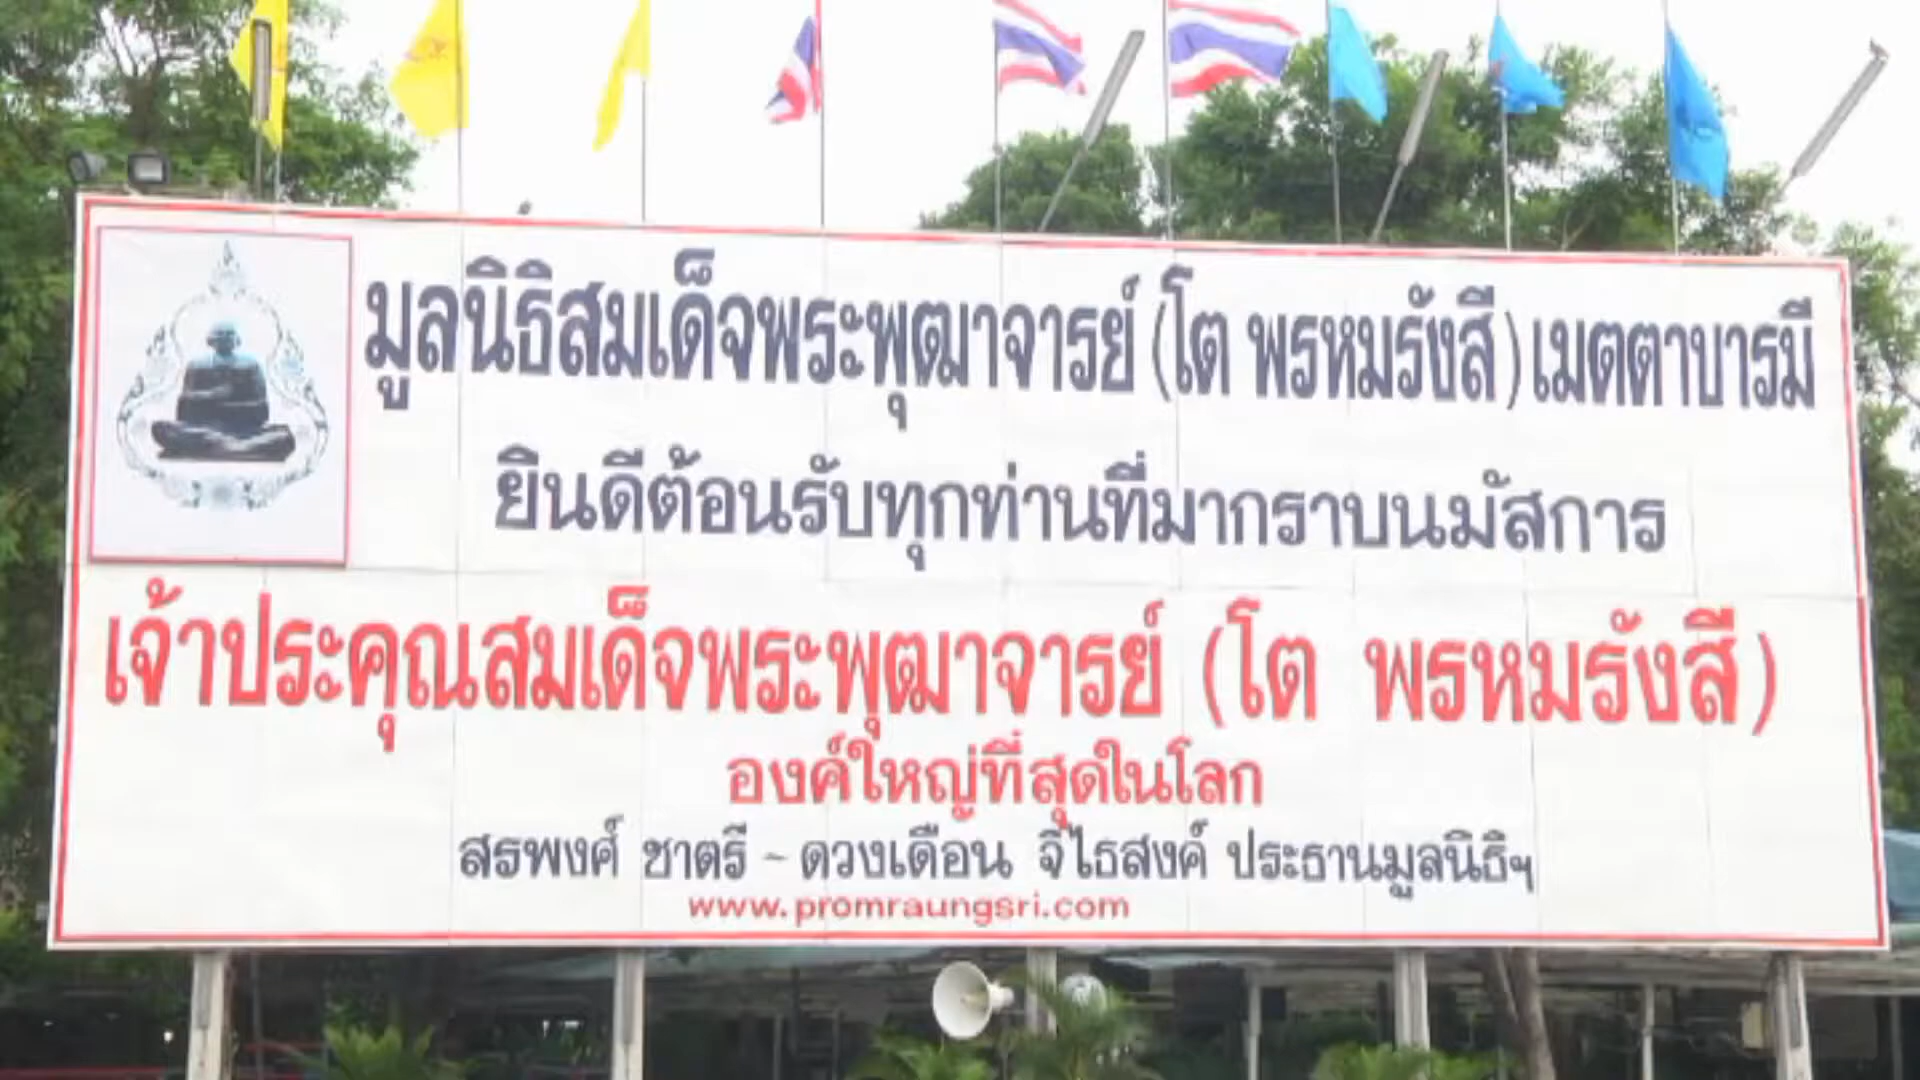 มูลนิธิสมเด็จพระพุฒาจารย์ (โต พรหมรังสี) เมตตาบารมี
ยินดีต้อนรับทุกท่านที่มากราบนมัสการ
เจ้าประคุณสมเด็จพระพุฒาจารย์ (โต พรหมรังสี)
องค์ใหญ่ที่สุดในโลก
สรพงศ์ ชาตรี - ดวงเดือน จิไธสงค์ ประธานมูลนิธิฯ
www.promraungsri.com